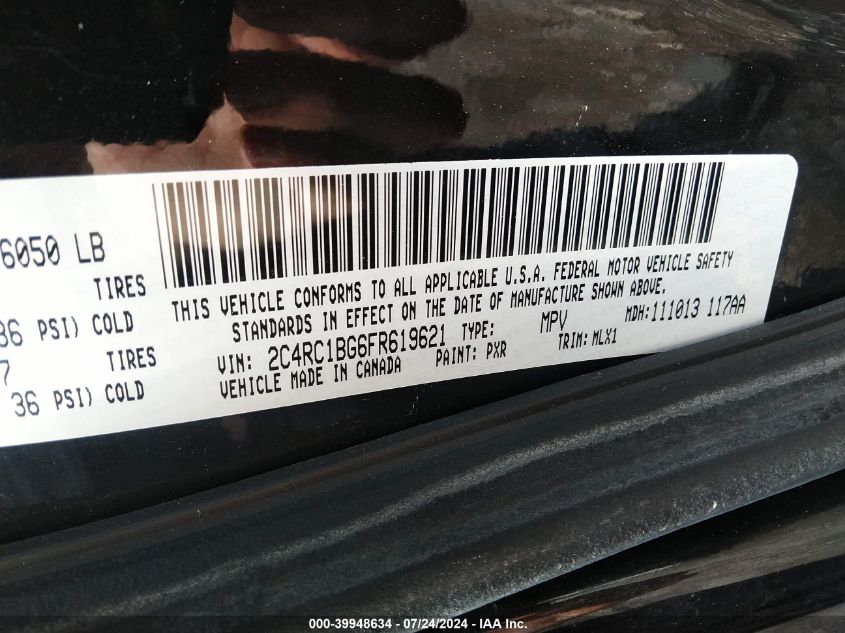 6050 LB
TIRES
36 PSI) COLD
7 TIRES
36 PSI) COLD
THIS VEHICLE CONFORMS TO ALL APPLICABLE U.S.A. FEDERAL MOTOR VEHICLE SAFETY
STANDARDS IN EFFECT ON THE DATE OF MANUFACTURE SHOWN ABOVE.
VIN: 2C4RC1BG6FR619621 TYPE: MPV MDH:111013 117AA
VEHICLE MADE IN CANADA PAINT: PXR TRIM: MLX1
000-39948634 - 07/24/2024 - IAA Inc.